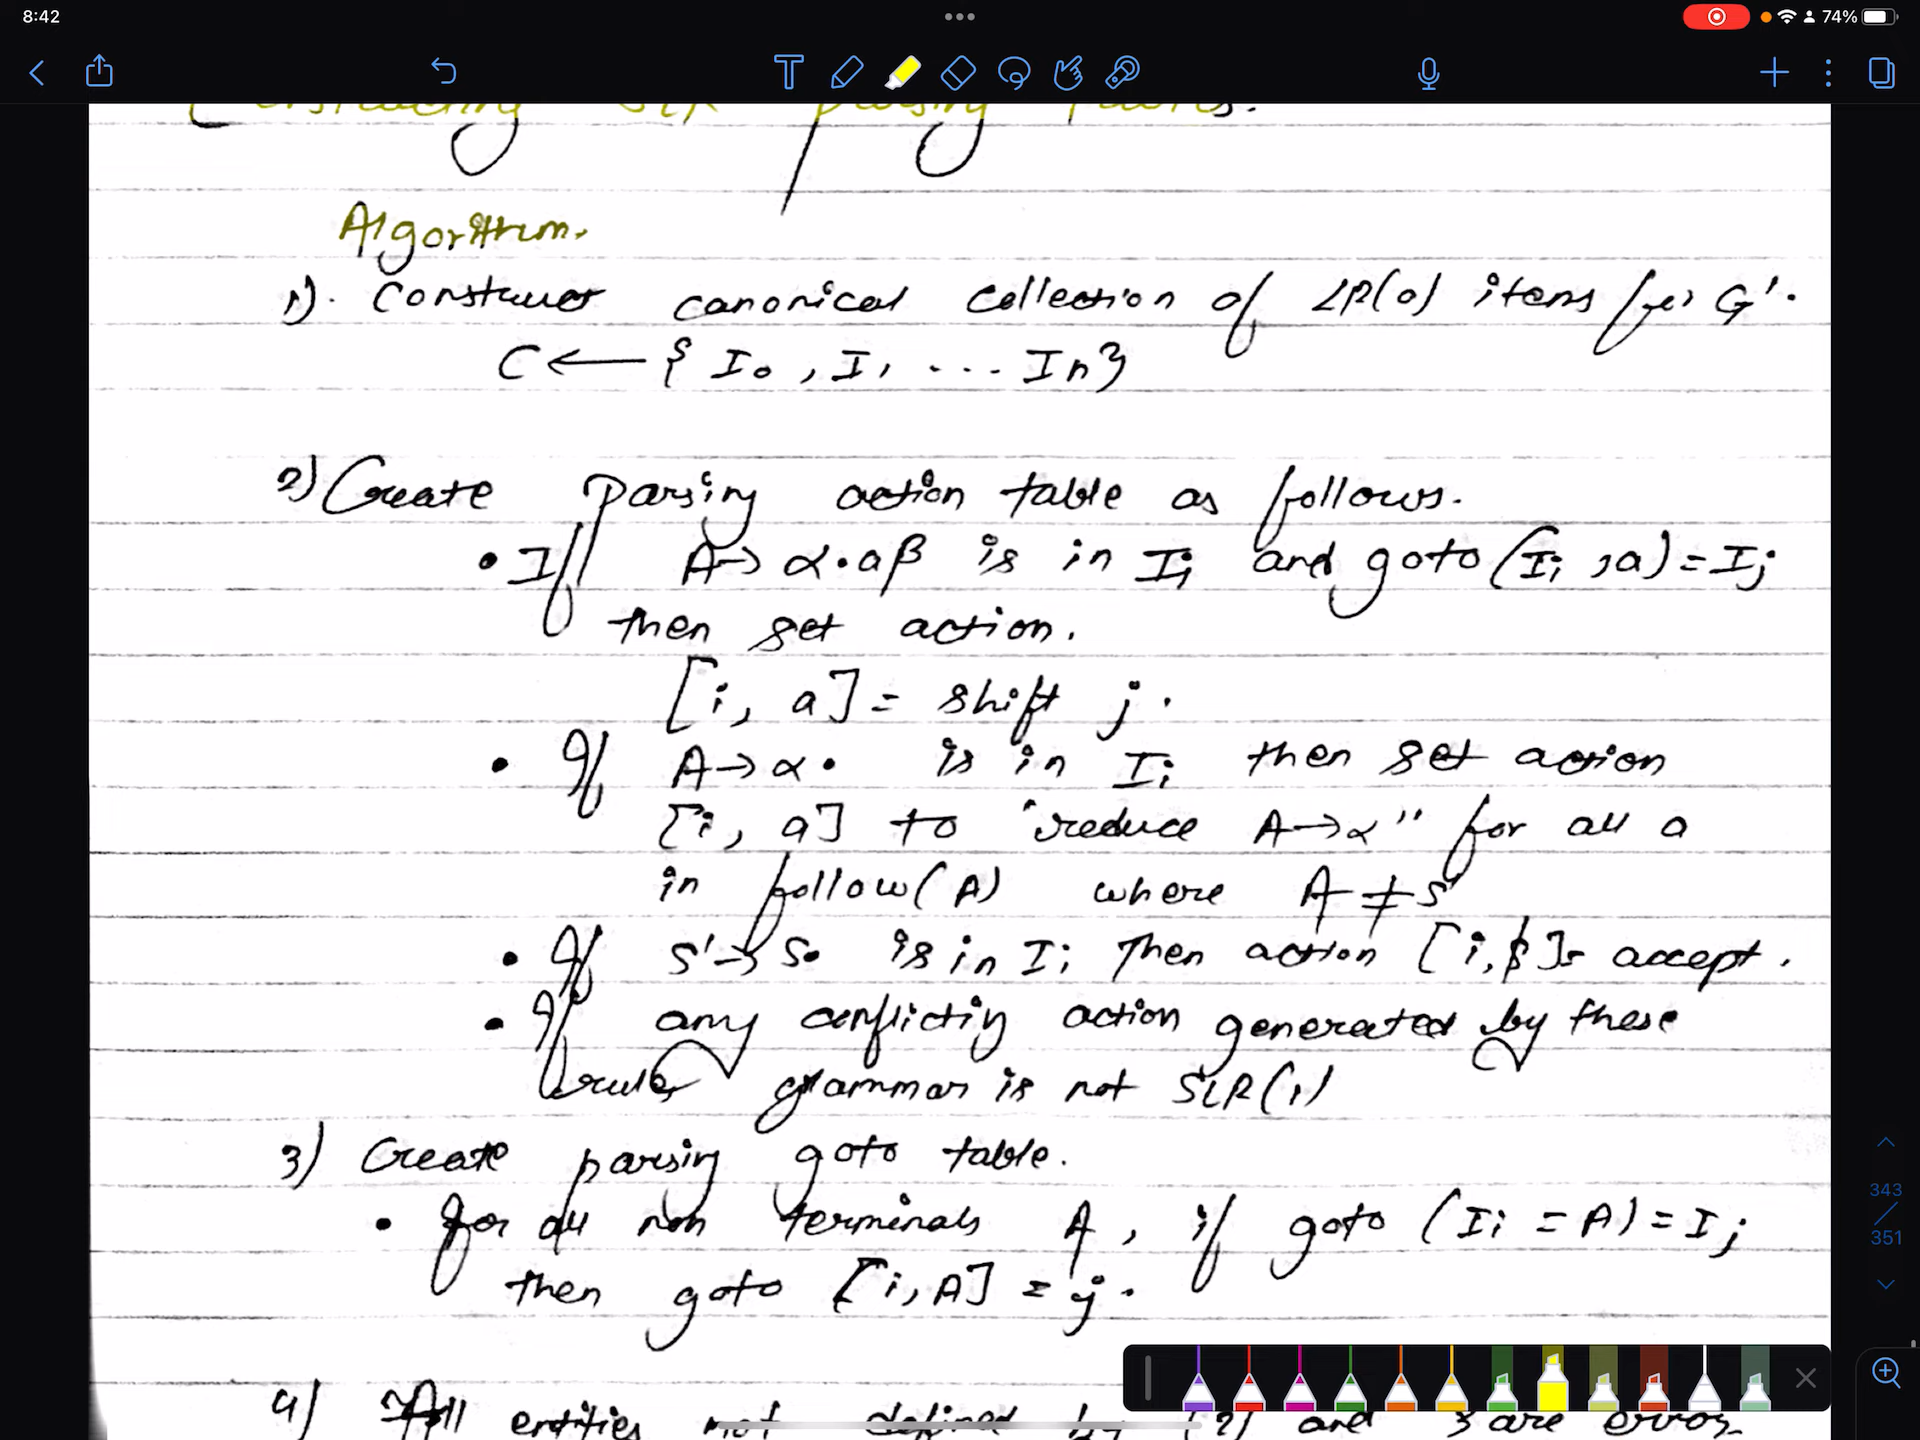 8:42
74%
Constructing SLR parsing tables.
Algorithm.
1). Construct canonical collection of LR(0) items for G'.
C ← { I0 , I1 ... In}
2) Create parsing action table as follows.
• If A → α•aβ is in Ii and goto (Ii ,a) = Ij
then set action.
[i, a] = shift j.
• If A → α• is in Ii then set action
[i, a] to "reduce A → α" for all a
in follow(A) where A ≠ S'
• If S' → S• is in Ii Then action [i,$]= accept.
• If any conflicting action generated by these
rules grammar is not SLR(1)
3) Create parsing goto table.
• for all non terminals A , if goto (Ii = A) = Ij
then goto [i,A] = j.
343
/
351
4) All entities not defined by (2) and 3 are error.